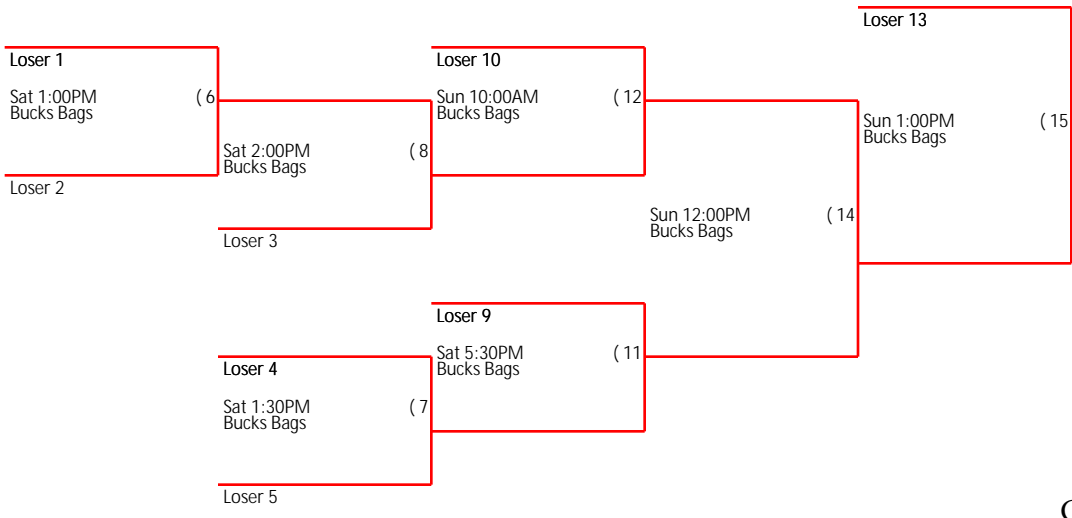 Loser 13
Loser 1
Loser 10
Sat 1:00PM
Bucks Bags
( 6
Sun 10:00AM
Bucks Bags
( 12
Sun 1:00PM
Bucks Bags
( 15
Sat 2:00PM
Bucks Bags
( 8
Loser 2
Sun 12:00PM
Bucks Bags
( 14
Loser 3
Loser 9
Sat 5:30PM
Bucks Bags
( 11
Loser 4
Sat 1:30PM
Bucks Bags
( 7
Loser 5